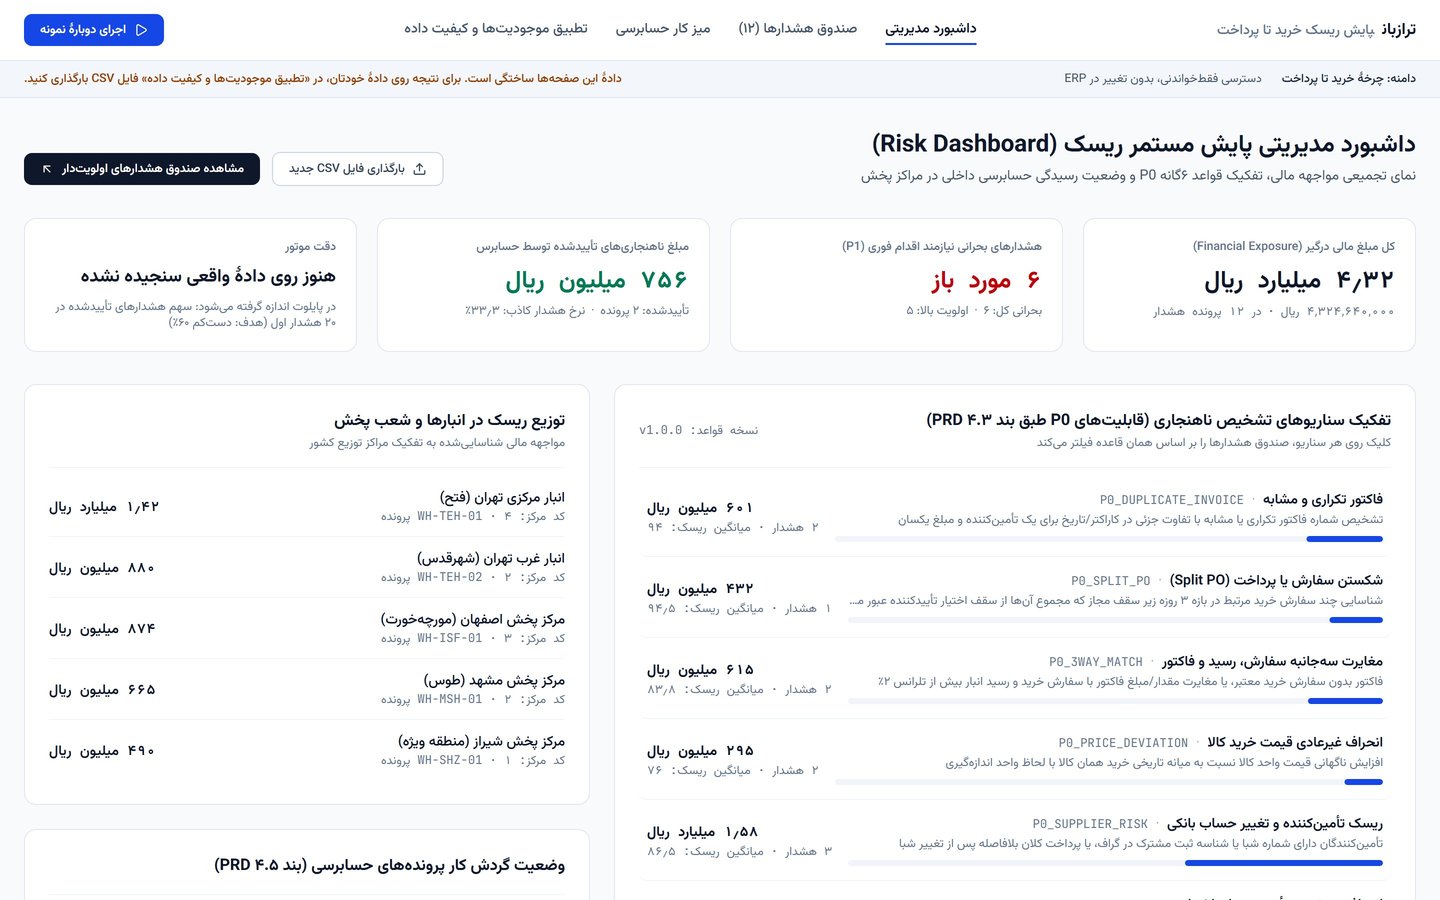 ترازبان پایش ریسک خرید تا پرداخت
داشبورد مدیریتی
صندوق هشدارها (۱۲)
میز کار حسابرسی
تطبیق موجودیت‌ها و کیفیت داده
اجرای دوبارهٔ نمونه
دامنه: چرخهٔ خرید تا پرداخت
دسترسی فقط‌خواندنی، بدون تغییر در ERP
دادهٔ این صفحه‌ها ساختگی است. برای نتیجه روی دادهٔ خودتان، در «تطبیق موجودیت‌ها و کیفیت داده» فایل CSV بارگذاری کنید.
داشبورد مدیریتی پایش مستمر ریسک (Risk Dashboard)
نمای تجمیعی مواجهه مالی، تفکیک قواعد ۶گانه P0 و وضعیت رسیدگی حسابرسی داخلی در مراکز پخش
بارگذاری فایل CSV جدید
مشاهده صندوق هشدارهای اولویت‌دار
کل مبلغ مالی درگیر (Financial Exposure)
۴٫۳۲ میلیارد ریال
۴,۳۲۴,۶۴۰,۰۰۰ ریال · در ۱۲ پرونده هشدار
هشدارهای بحرانی نیازمند اقدام فوری (P1)
۶ مورد باز
بحرانی کل: ۶ · اولویت بالا: ۵
مبلغ ناهنجاری‌های تأییدشده توسط حسابرس
۷۵۶ میلیون ریال
تأییدشده: ۲ پرونده · نرخ هشدار کاذب: ۳۳٫۳٪
دقت موتور
هنوز روی دادهٔ واقعی سنجیده نشده
در پایلوت اندازه گرفته می‌شود: سهم هشدارهای تأییدشده در
۲۰ هشدار اول (هدف: دست‌کم ۶۰٪)
تفکیک سناریوهای تشخیص ناهنجاری (قابلیت‌های P0 طبق بند PRD ۴.۳)
کلیک روی هر سناریو، صندوق هشدارها را بر اساس همان قاعده فیلتر می‌کند
نسخه قواعد: v1.0.0
فاکتور تکراری و مشابه · P0_DUPLICATE_INVOICE
تشخیص شماره فاکتور تکراری یا مشابه با تفاوت جزئی در کاراکتر/تاریخ برای یک تأمین‌کننده و مبلغ یکسان
۶۰۱ میلیون ریال
۲ هشدار · میانگین ریسک: ۹۴
شکستن سفارش یا پرداخت (Split PO) · P0_SPLIT_PO
شناسایی چند سفارش خرید مرتبط در بازه ۳ روزه زیر سقف مجاز که مجموع آن‌ها از سقف اختیار تأییدکننده عبور م...
۴۳۲ میلیون ریال
۱ هشدار · میانگین ریسک: ۹۴٫۵
مغایرت سه‌جانبه سفارش، رسید و فاکتور · P0_3WAY_MATCH
فاکتور بدون سفارش خرید معتبر، یا مغایرت مقدار/مبلغ فاکتور با سفارش خرید و رسید انبار بیش از تلرانس ۲٪
۶۱۵ میلیون ریال
۲ هشدار · میانگین ریسک: ۸۳٫۸
انحراف غیرعادی قیمت خرید کالا · P0_PRICE_DEVIATION
افزایش ناگهانی قیمت واحد کالا نسبت به میانه تاریخی خرید همان کالا با لحاظ واحد اندازه‌گیری
۲۹۵ میلیون ریال
۲ هشدار · میانگین ریسک: ۷۶
ریسک تأمین‌کننده و تغییر حساب بانکی · P0_SUPPLIER_RISK
تأمین‌کنندگان دارای شماره شبا یا شناسه ثبت مشترک در گراف، یا پرداخت کلان بلافاصله پس از تغییر شبا
۱٫۵۸ میلیارد ریال
۳ هشدار · میانگین ریسک: ۸۶٫۵
توزیع ریسک در انبارها و شعب پخش
مواجهه مالی شناسایی‌شده به تفکیک مراکز توزیع کشور
انبار مرکزی تهران (فتح)
کد مرکز: WH-TEH-01 · ۴ پرونده
۱٫۴۲ میلیارد ریال
انبار غرب تهران (شهرقدس)
کد مرکز: WH-TEH-02 · ۲ پرونده
۸۸۰ میلیون ریال
مرکز پخش اصفهان (مورچه‌خورت)
کد مرکز: WH-ISF-01 · ۳ پرونده
۸۷۴ میلیون ریال
مرکز پخش مشهد (طوس)
کد مرکز: WH-MSH-01 · ۲ پرونده
۶۶۵ میلیون ریال
مرکز پخش شیراز (منطقه ویژه)
کد مرکز: WH-SHZ-01 · ۱ پرونده
۴۹۰ میلیون ریال
وضعیت گردش کار پرونده‌های حسابرسی (بند PRD ۴.۵)